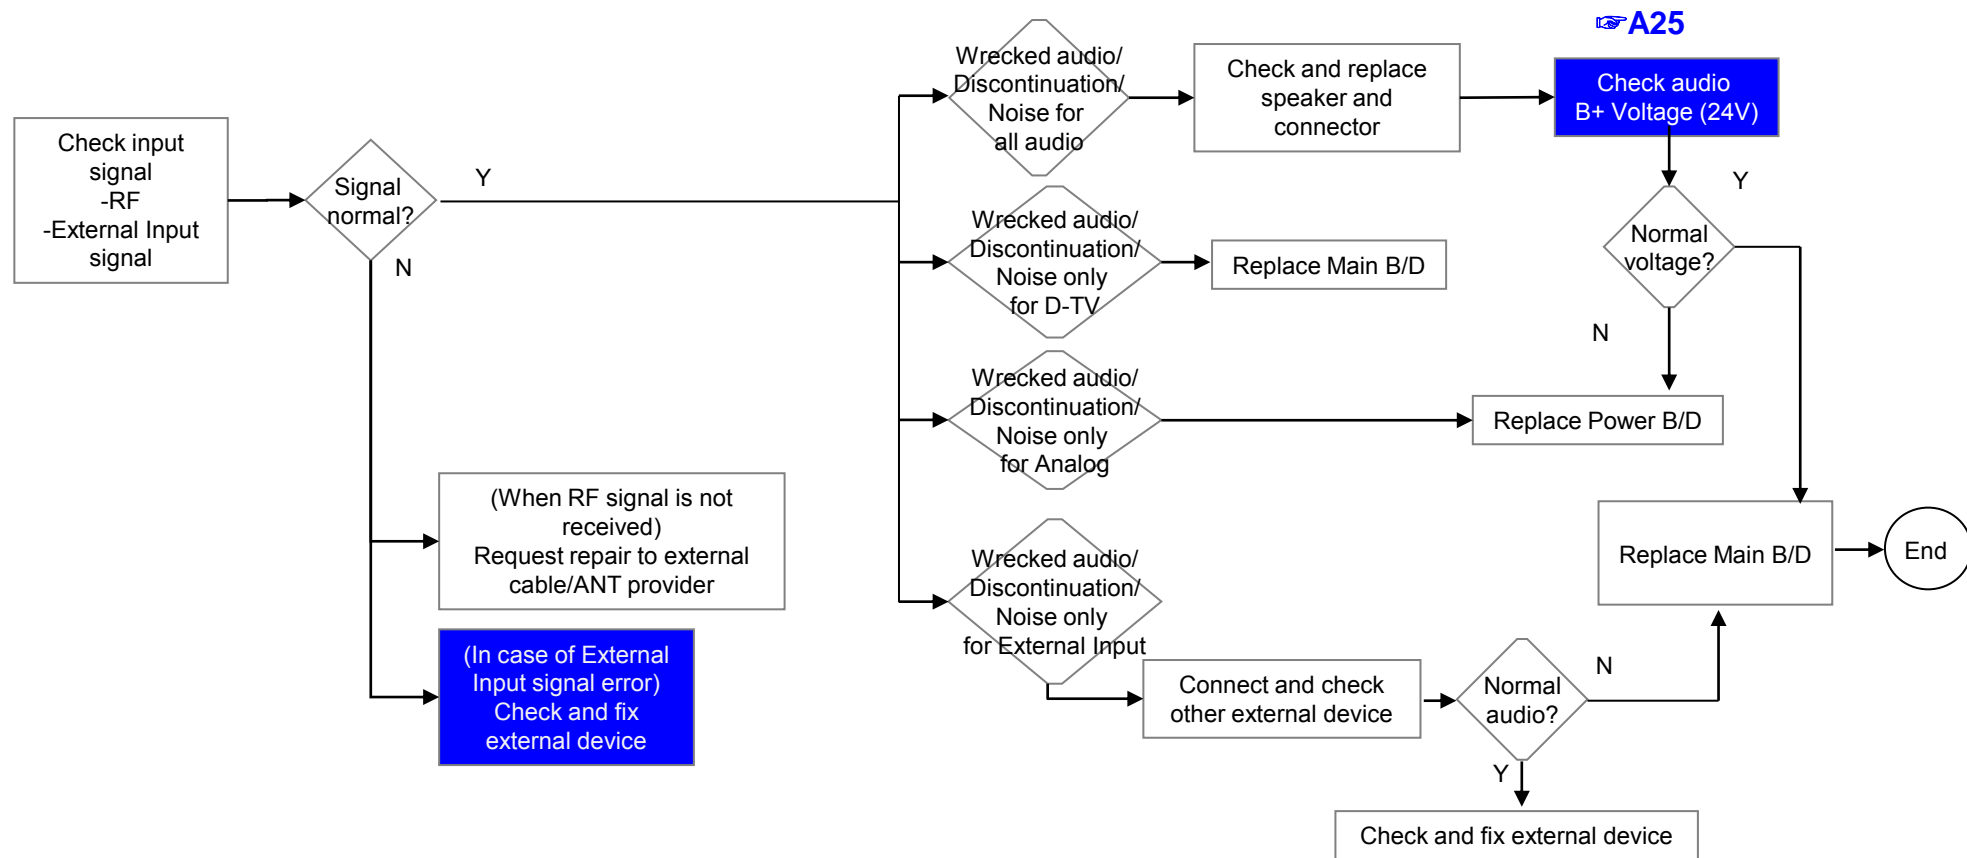 ☞A25
Check input
signal
-RF
-External Input
signal
Signal
normal?
Y
N
(When RF signal is not
received)
Request repair to external
cable/ANT provider
(In case of External
Input signal error)
Check and fix
external device
Wrecked audio/
Discontinuation/
Noise for
all audio
Check and replace
speaker and
connector
Check audio
B+ Voltage (24V)
Y
Normal
voltage?
N
Wrecked audio/
Discontinuation/
Noise only
for D-TV
Replace Main B/D
Wrecked audio/
Discontinuation/
Noise only
for Analog
Replace Power B/D
Wrecked audio/
Discontinuation/
Noise only
for External Input
Connect and check
other external device
Normal
audio?
N
Y
Replace Main B/D
End
Check and fix external device